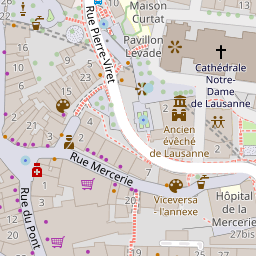 Maison
Curtat
Pavillon
Levade
Rue Pierre-Viret
Cathédrale
Notre-
Dame
de Lausanne
Ancien
évêché
de Lausanne
Rue Mercerie
Viceversa
- l'annexe
Hôpital
de la
Mercerie
27bis
Rue du Pont